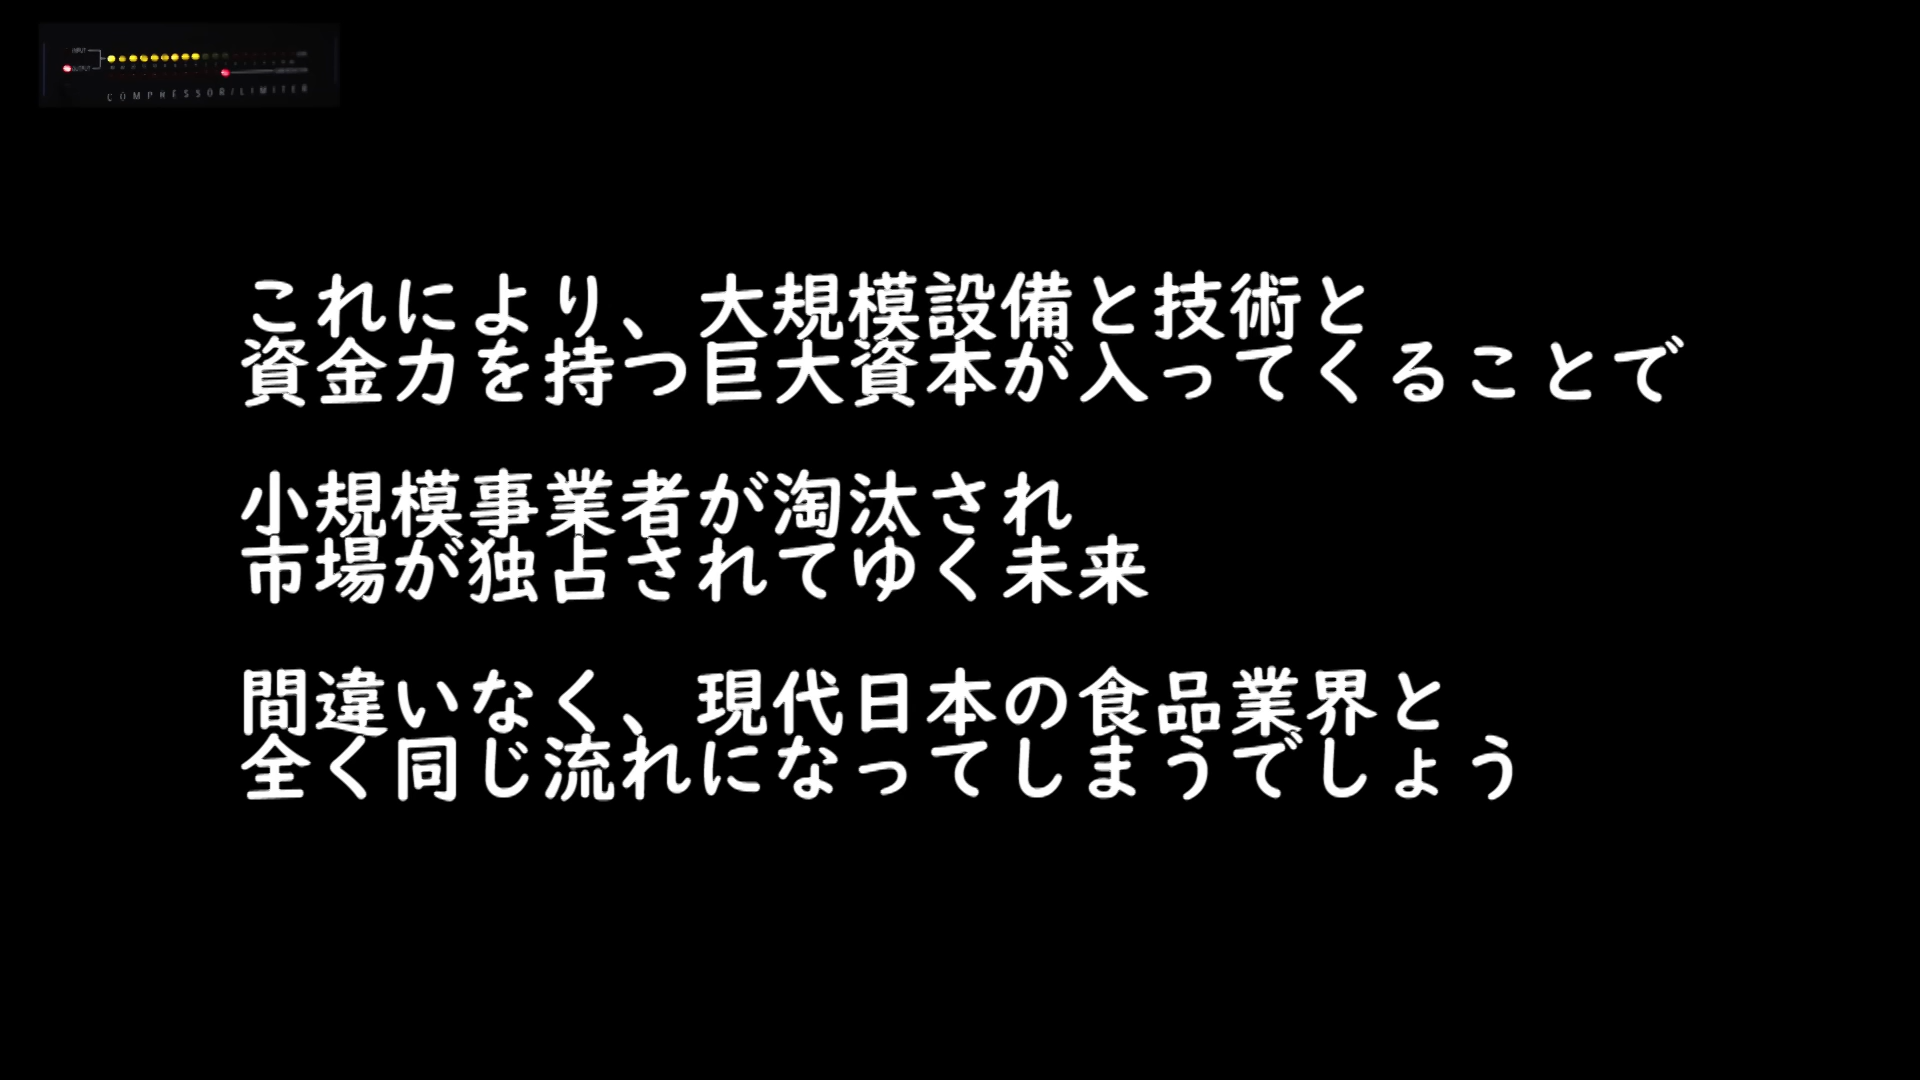 INPUT
OUTPUT
COMPRESSOR/LIMITER
これにより、大規模設備と技術と
資金力を持つ巨大資本が入ってくることで
小規模事業者が淘汰され
市場が独占されてゆく未来
間違いなく、現代日本の食品業界と
全く同じ流れになってしまうでしょう